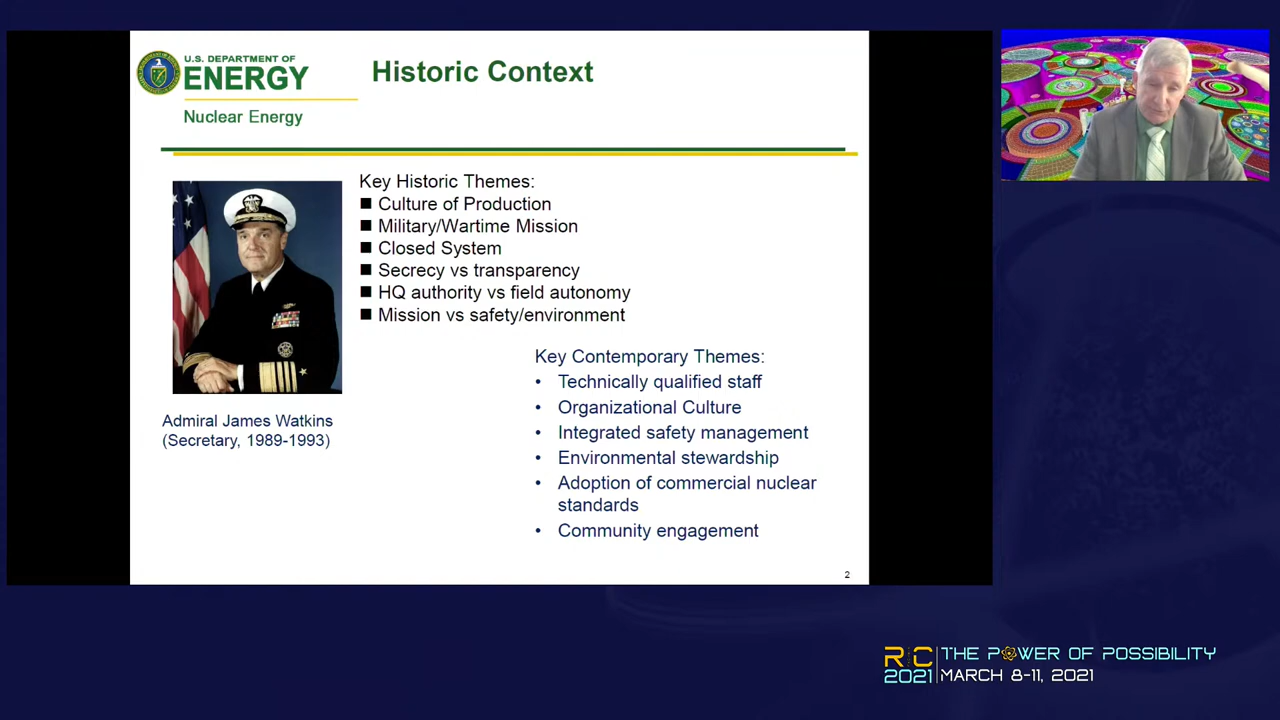 U.S. DEPARTMENT OF
ENERGY
Nuclear Energy
Historic Context
Key Historic Themes:
Culture of Production
Military/Wartime Mission
Closed System
Secrecy vs transparency
HQ authority vs field autonomy
Mission vs safety/environment
Admiral James Watkins
(Secretary, 1989-1993)
Key Contemporary Themes:
• Technically qualified staff
• Organizational Culture
• Integrated safety management
• Environmental stewardship
• Adoption of commercial nuclear
standards
• Community engagement
2
RIC
2021
THE POWER OF POSSIBILITY
MARCH 8-11, 2021